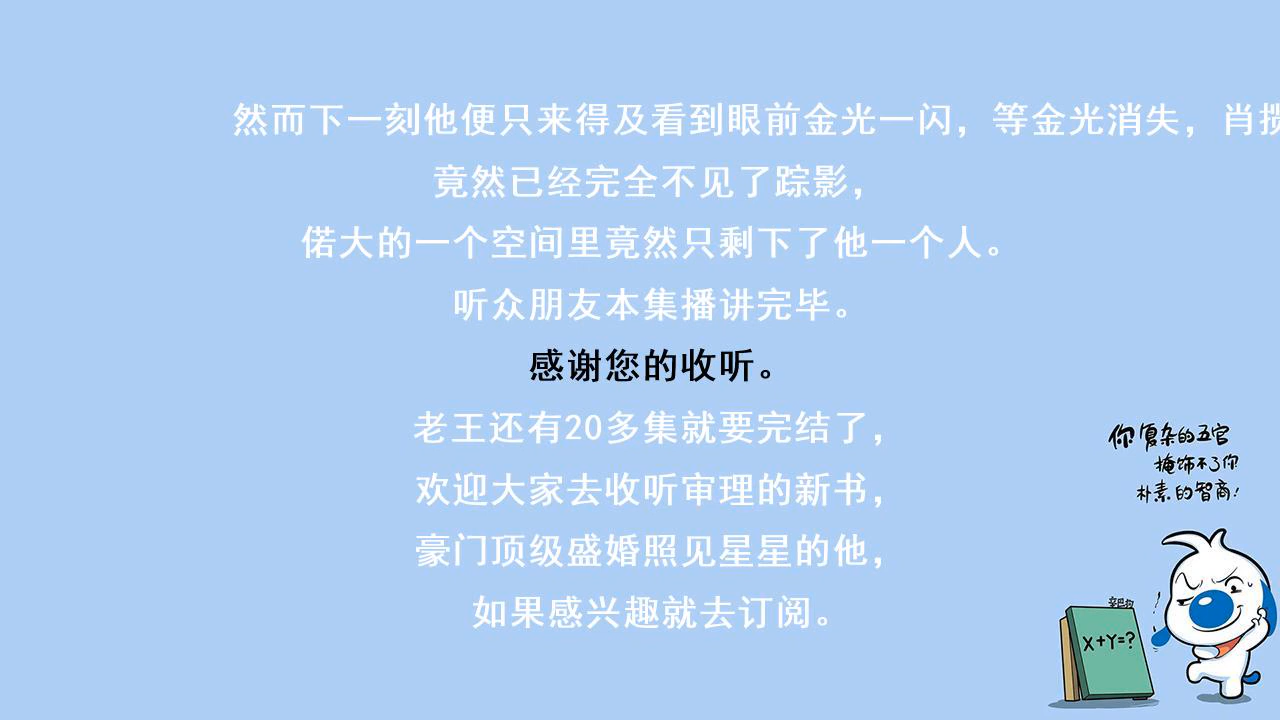 然而下一刻他便只来得及看到眼前金光一闪，等金光消失，肖揽
竟然已经完全不见了踪影，
偌大的一个空间里竟然只剩下了他一个人。
听众朋友本集播讲完毕。
感谢您的收听。
老王还有20多集就要完结了，
欢迎大家去收听审理的新书，
豪门顶级盛婚照见星星的他，
如果感兴趣就去订阅。
你复杂的五官
掩饰不了你
朴素的智商！
X+Y=?